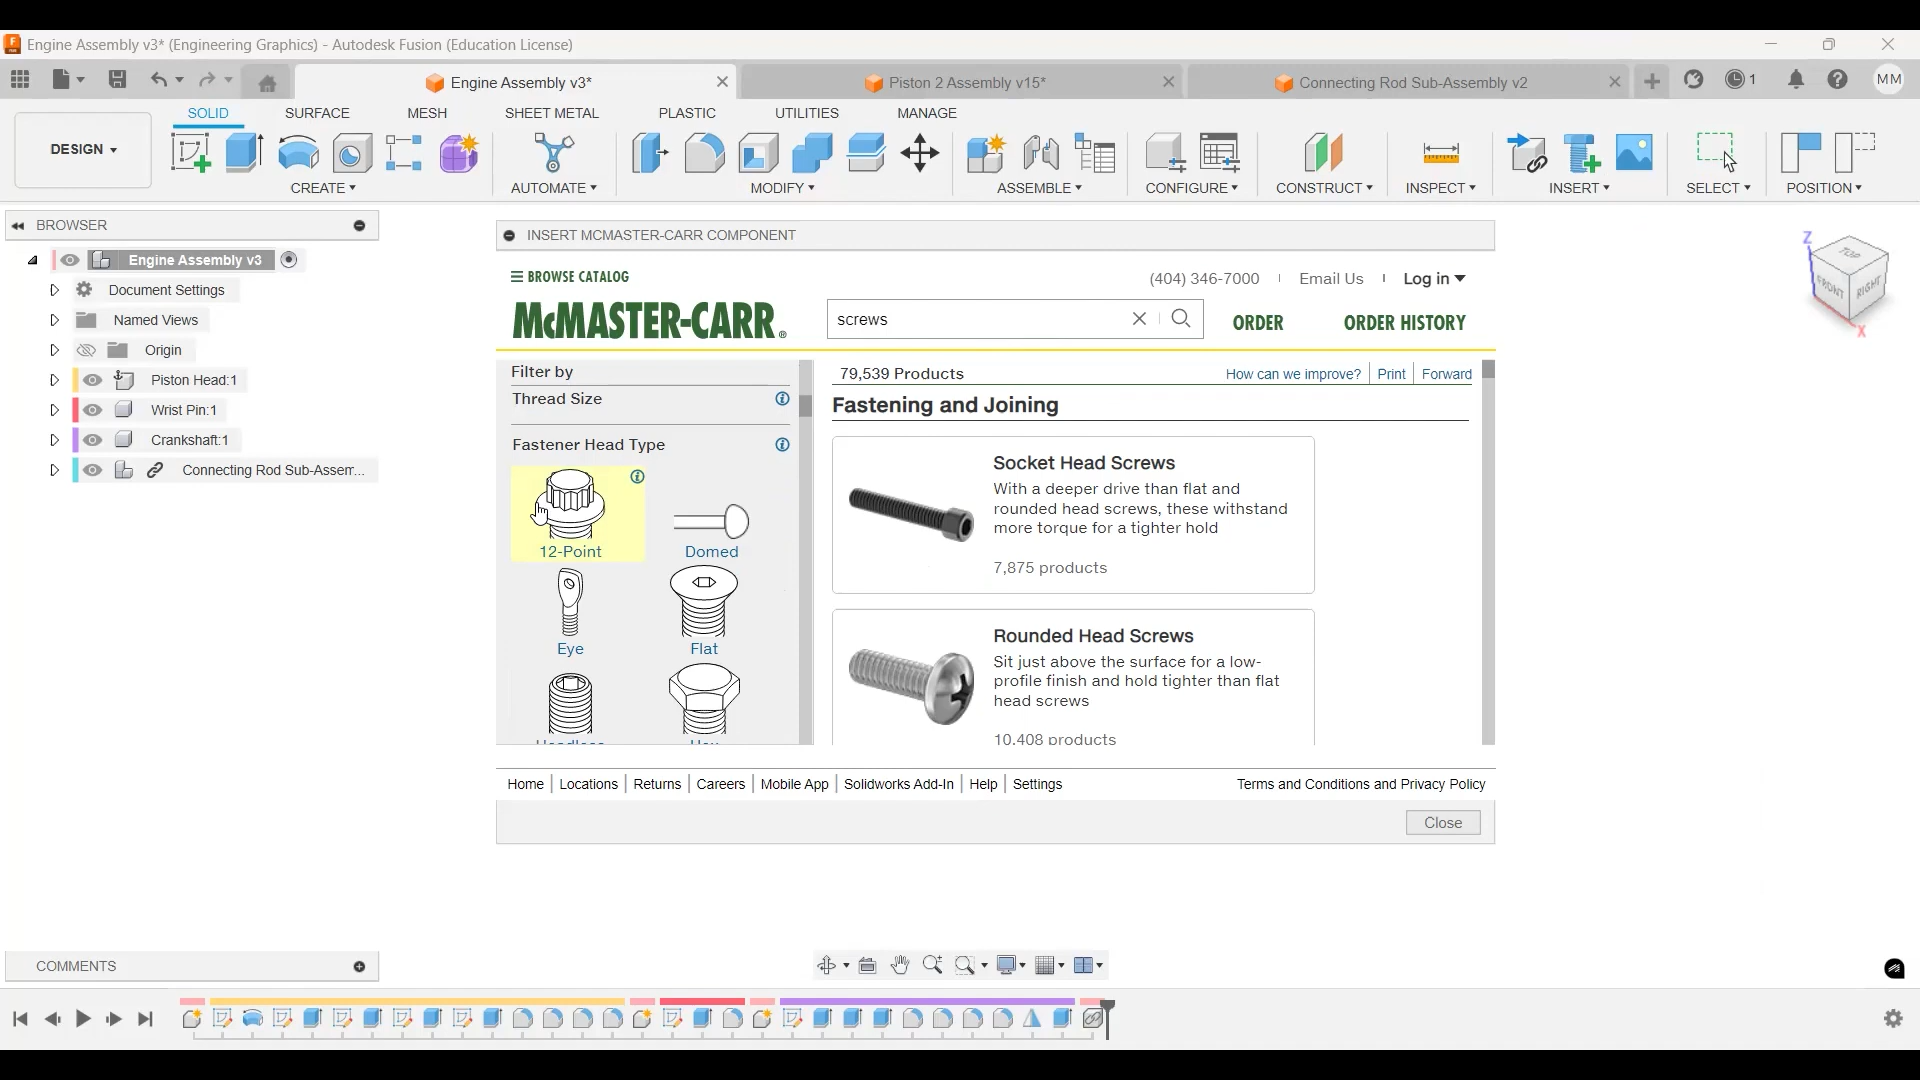 Engine Assembly v3* (Engineering Graphics) - Autodesk Fusion (Education License)
Engine Assembly v3*
Piston 2 Assembly v15*
Connecting Rod Sub-Assembly v2
1
MM
SOLID
SURFACE
MESH
SHEET METAL
PLASTIC
UTILITIES
MANAGE
DESIGN
CREATE
AUTOMATE
MODIFY
ASSEMBLE
CONFIGURE
CONSTRUCT
INSPECT
INSERT
SELECT
POSITION
BROWSER
Engine Assembly v3
Document Settings
Named Views
Origin
Piston Head:1
Wrist Pin:1
Crankshaft:1
Connecting Rod Sub-Assem...
INSERT MCMASTER-CARR COMPONENT
BROWSE CATALOG
(404) 346-7000
Email Us
Log in
McMASTER-CARR®
screws
ORDER
ORDER HISTORY
Filter by
Thread Size
Fastener Head Type
12-Point
Domed
Eye
Flat
79,539 Products
How can we improve?
Print
Forward
Fastening and Joining
Socket Head Screws
With a deeper drive than flat and
rounded head screws, these withstand
more torque for a tighter hold
7,875 products
Rounded Head Screws
Sit just above the surface for a low-
profile finish and hold tighter than flat
head screws
10,408 products
Home
Locations
Returns
Careers
Mobile App
Solidworks Add-In
Help
Settings
Terms and Conditions and Privacy Policy
Close
Z
TOP
FRONT
RIGHT
X
COMMENTS